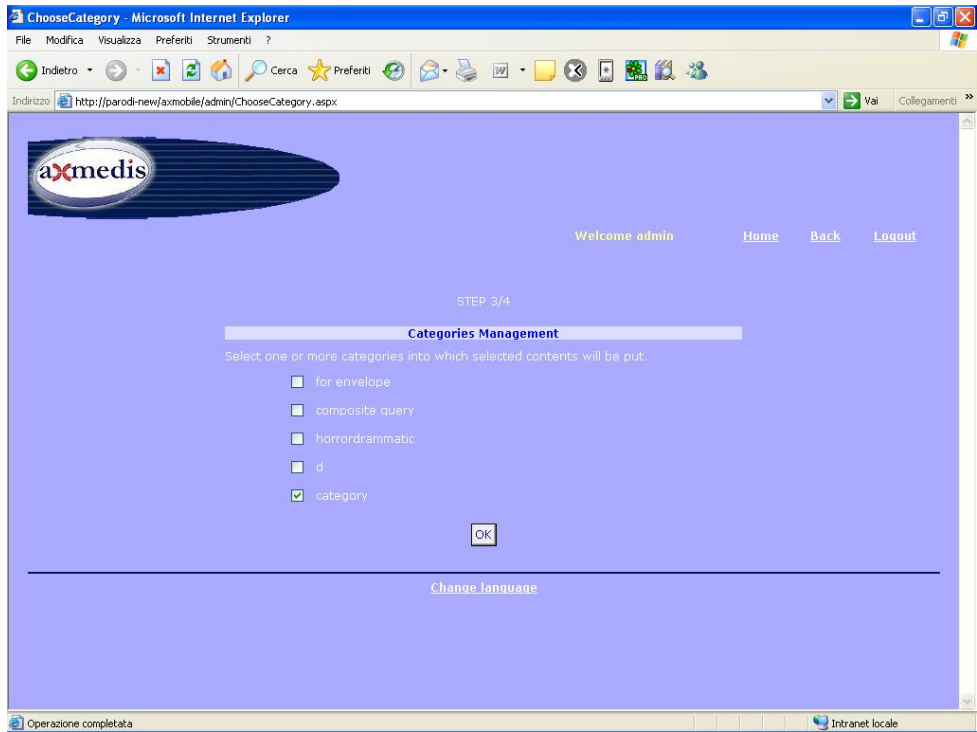 ChooseCategory - Microsoft Internet Explorer
File Modifica Visualizza Preferiti Strumenti ?
Indietro Cerca Preferiti
Indirizzo http://parodi-new/axmobile/admin/ChooseCategory.aspx Vai Collegamenti »
axmedis
Welcome admin Home Back Logout
STEP 3/4
Categories Management
Select one or more categories into which selected contents will be put.
for envelope
composite query
horrordrammatic
d
category
OK
Change language
Operazione completata Intranet locale